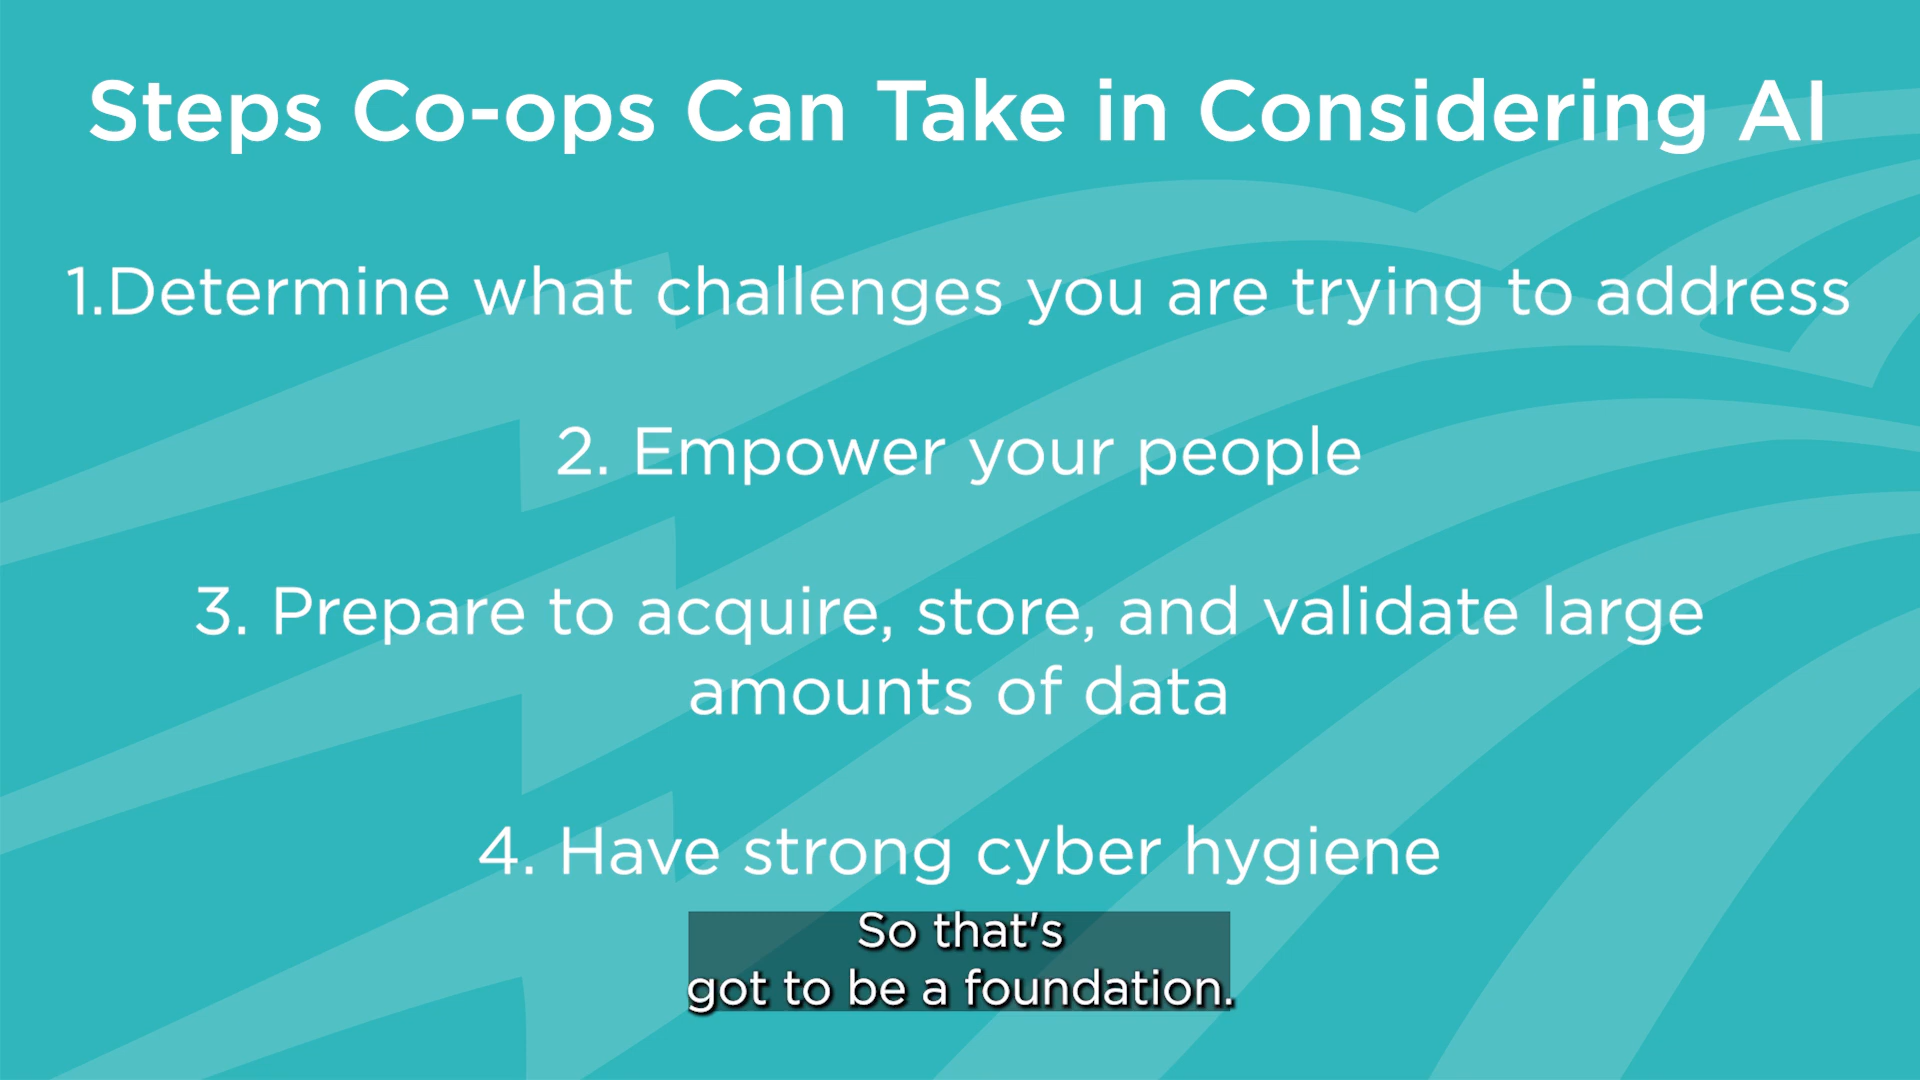 Steps Co-ops Can Take in Considering AI
1.Determine what challenges you are trying to address
2. Empower your people
3. Prepare to acquire, store, and validate large
amounts of data
4. Have strong cyber hygiene
So that's
got to be a foundation.